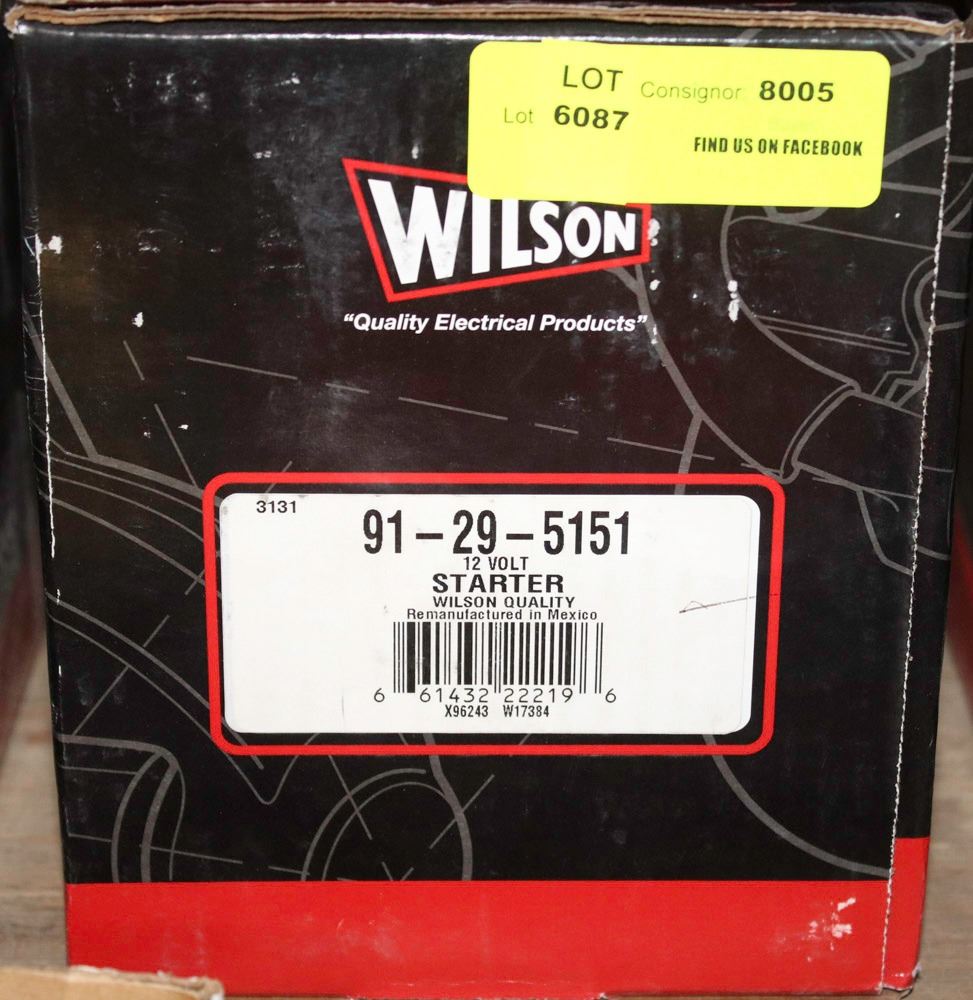 LOT Consignor: 8005
Lot 6087
FIND US ON FACEBOOK
WILSON
“Quality Electrical Products”
3131
91-29-5151
12 VOLT
STARTER
WILSON QUALITY
Remanufactured in Mexico
6 61432 22219 6
X96243 W17384